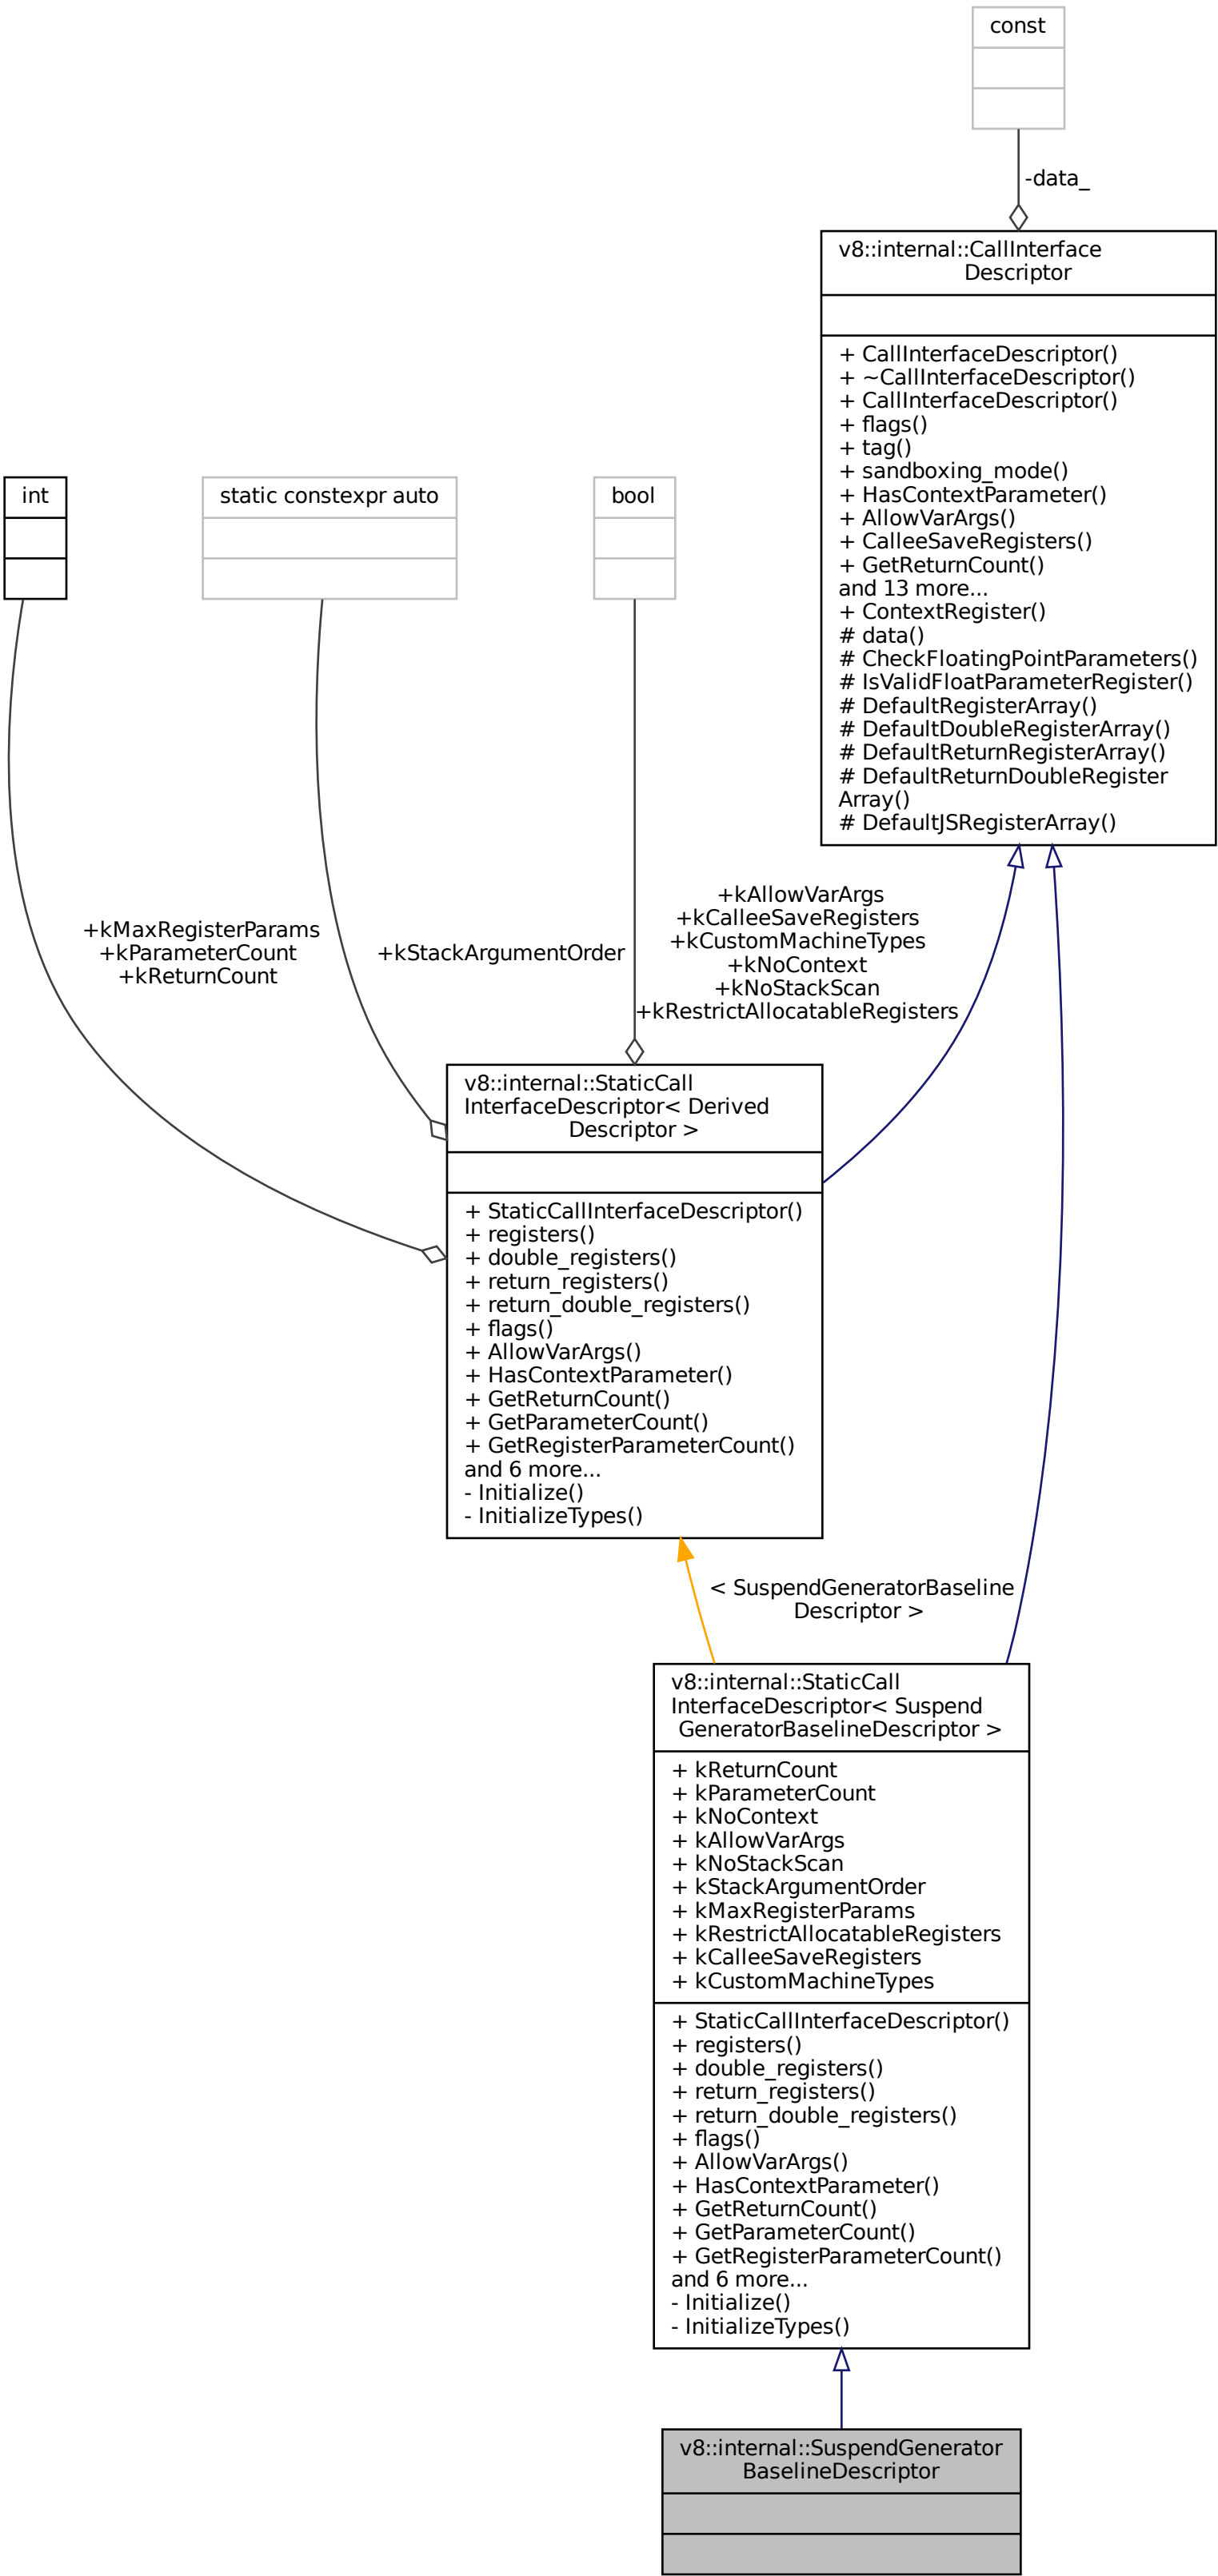 const
-data_
v8::internal::CallInterface
Descriptor
+ CallInterfaceDescriptor()
+ ~CallInterfaceDescriptor()
+ CallInterfaceDescriptor()
+ flags()
+ tag()
+ sandboxing_mode()
+ HasContextParameter()
+ AllowVarArgs()
+ CalleeSaveRegisters()
+ GetReturnCount()
and 13 more...
+ ContextRegister()
# data()
# CheckFloatingPointParameters()
# IsValidFloatParameterRegister()
# DefaultRegisterArray()
# DefaultDoubleRegisterArray()
# DefaultReturnRegisterArray()
# DefaultReturnDoubleRegister
Array()
# DefaultJSRegisterArray()
int
static constexpr auto
bool
+kMaxRegisterParams
+kParameterCount
+kReturnCount
+kStackArgumentOrder
+kAllowVarArgs
+kCalleeSaveRegisters
+kCustomMachineTypes
+kNoContext
+kNoStackScan
+kRestrictAllocatableRegisters
v8::internal::StaticCall
InterfaceDescriptor< Derived
Descriptor >
+ StaticCallInterfaceDescriptor()
+ registers()
+ double_registers()
+ return_registers()
+ return_double_registers()
+ flags()
+ AllowVarArgs()
+ HasContextParameter()
+ GetReturnCount()
+ GetParameterCount()
+ GetRegisterParameterCount()
and 6 more...
- Initialize()
- InitializeTypes()
< SuspendGeneratorBaseline
Descriptor >
v8::internal::StaticCall
InterfaceDescriptor< Suspend
GeneratorBaselineDescriptor >
+ kReturnCount
+ kParameterCount
+ kNoContext
+ kAllowVarArgs
+ kNoStackScan
+ kStackArgumentOrder
+ kMaxRegisterParams
+ kRestrictAllocatableRegisters
+ kCalleeSaveRegisters
+ kCustomMachineTypes
+ StaticCallInterfaceDescriptor()
+ registers()
+ double_registers()
+ return_registers()
+ return_double_registers()
+ flags()
+ AllowVarArgs()
+ HasContextParameter()
+ GetReturnCount()
+ GetParameterCount()
+ GetRegisterParameterCount()
and 6 more...
- Initialize()
- InitializeTypes()
v8::internal::SuspendGenerator
BaselineDescriptor